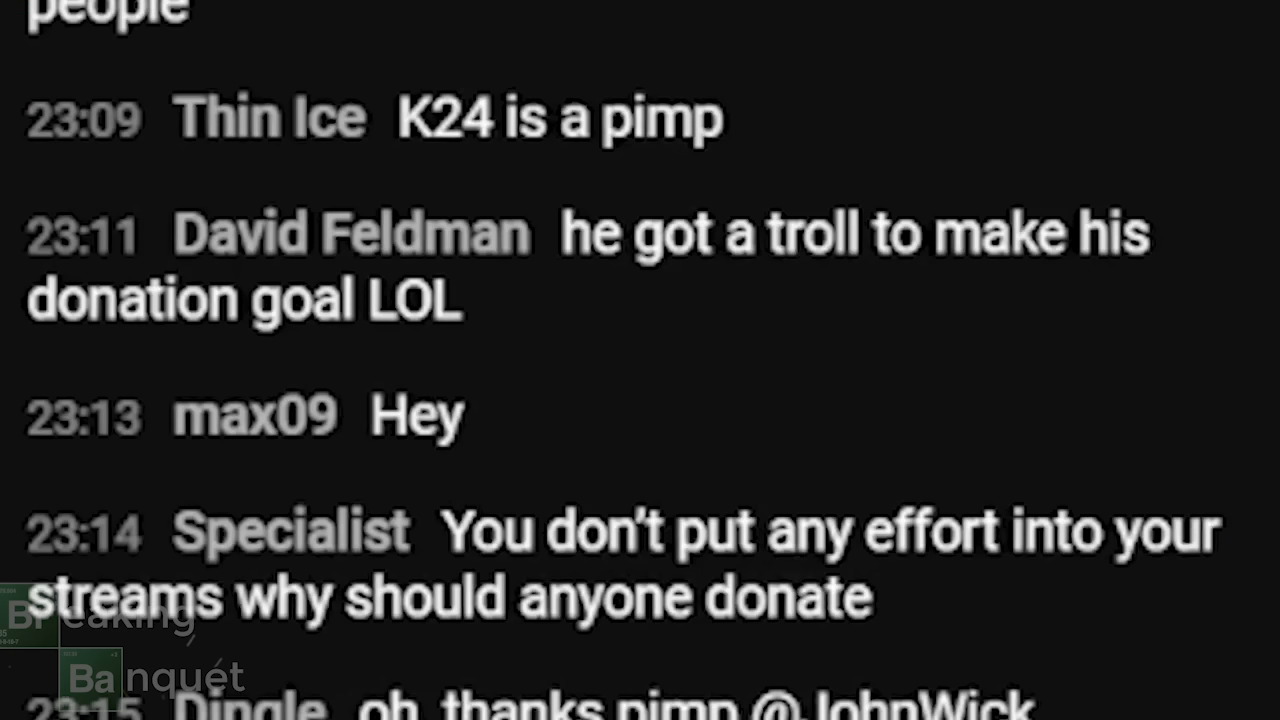 people
23:09 Thin Ice K24 is a pimp
23:11 David Feldman he got a troll to make his
donation goal LOL
23:13 max09 Hey
23:14 Specialist You don't put any effort into your
streams why should anyone donate
Breaking
Banquet
23:15 Dingle oh, thanks pimp @JohnWick